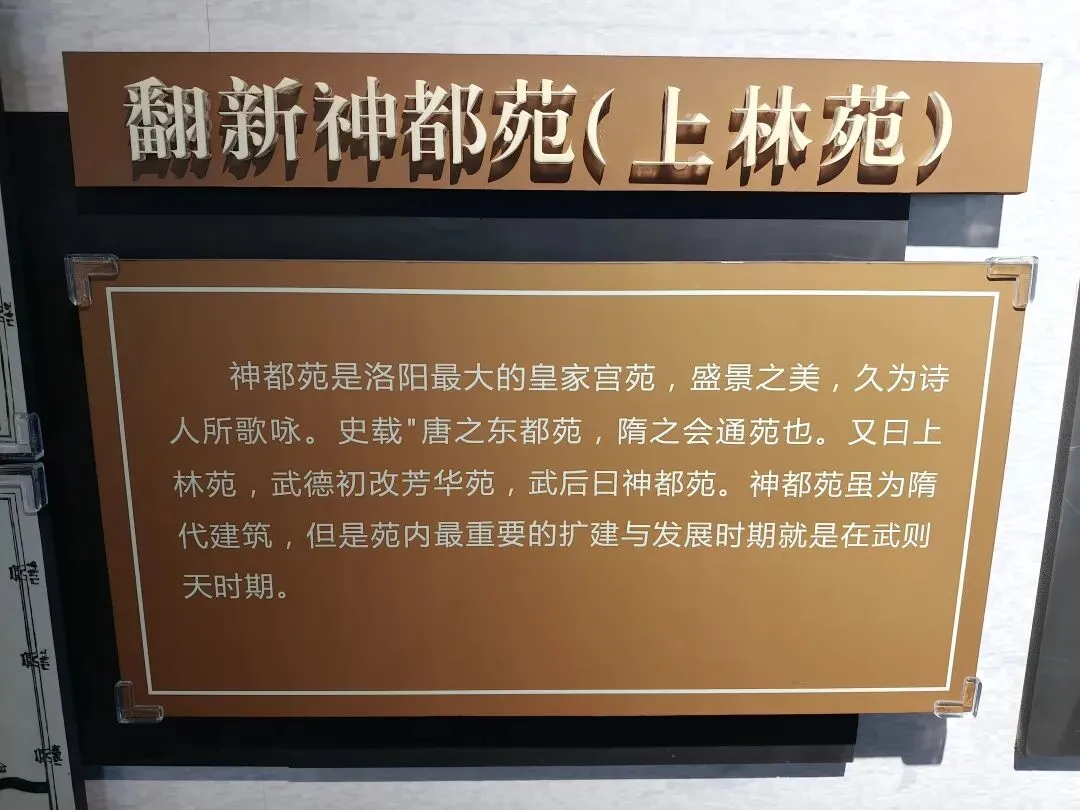 翻新神都苑(上林苑)
神都苑是洛阳最大的皇家宫苑，盛景之美，久为诗
人所歌咏。史载"唐之东都苑，隋之会通苑也。又曰上
林苑，武德初改芳华苑，武后曰神都苑。神都苑虽为隋
代建筑，但是苑内最重要的扩建与发展时期就是在武则
天时期。